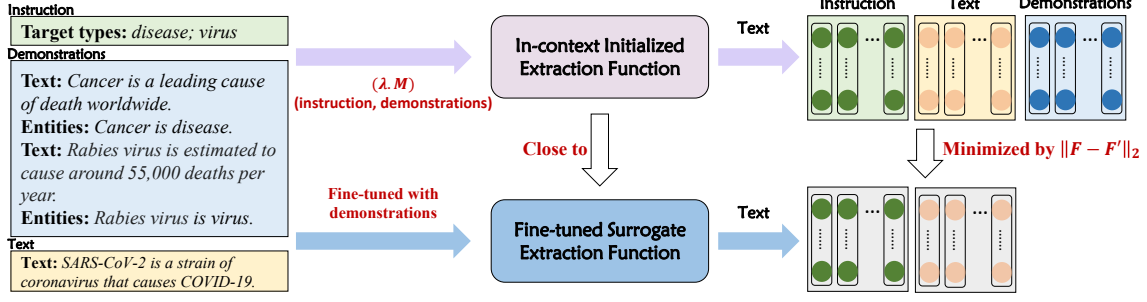 Instruction
Target types: disease; virus
Demonstrations
Text: Cancer is a leading cause
of death worldwide.
Entities: Cancer is disease.
Text: Rabies virus is estimated to
cause around 55,000 deaths per
year.
Entities: Rabies virus is virus.
Text
Text: SARS-CoV-2 is a strain of
coronavirus that causes COVID-19.
(λ.M)
(instruction, demonstrations)
Fine-tuned with
demonstrations
In-context Initialized
Extraction Function
Close to
Fine-tuned Surrogate
Extraction Function
Text
Text
Instruction
Text
Demonstrations
...
...
...
Minimized by ‖F − F′‖₂
...
...